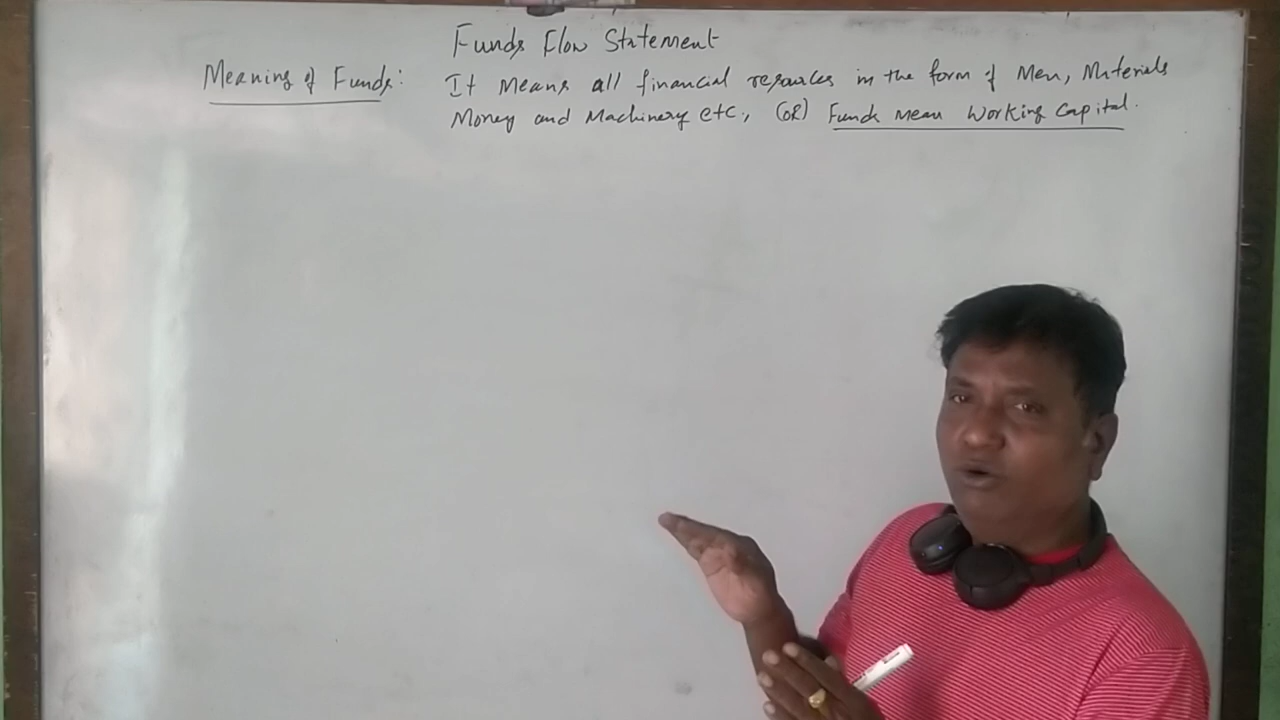 Funds Flow Statement
Meaning of Funds: It means all financial resources in the form of Men, Materials
Money and Machinery etc, (OR) Funds mean Working Capital.